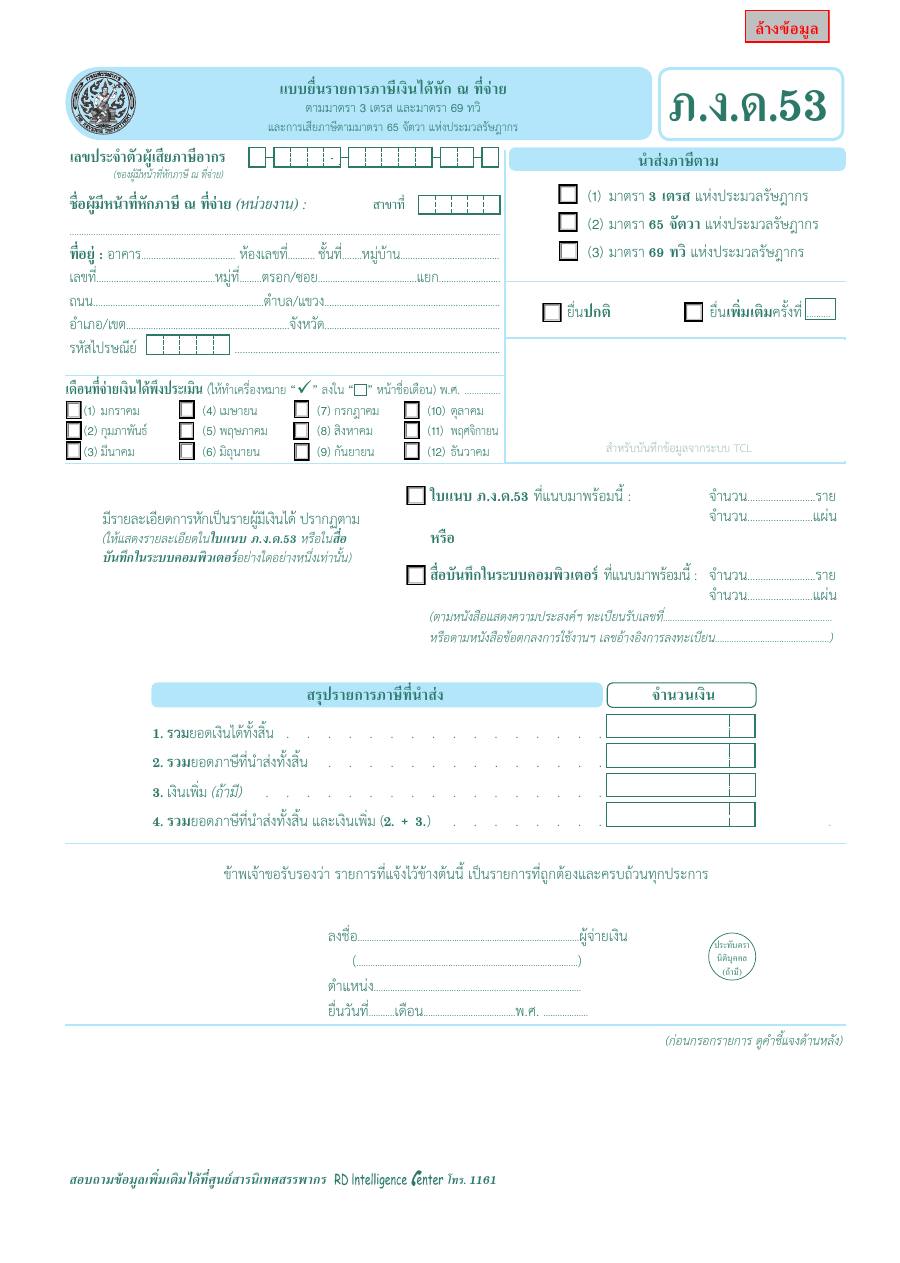 ล้างข้อมูล
แบบยื่นรายการภาษีเงินได้หัก ณ ที่จ่าย
ตามมาตรา 3 เตรส และมาตรา 69 ทวิ
และการเสียภาษีตามมาตรา 65 จัตวา แห่งประมวลรัษฎากร
ภ.ง.ด.53
เลขประจำตัวผู้เสียภาษีอากร
(ของผู้มีหน้าที่หักภาษี ณ ที่จ่าย)
ชื่อผู้มีหน้าที่หักภาษี ณ ที่จ่าย (หน่วยงาน) : สาขาที่
ที่อยู่ : อาคาร ห้องเลขที่ ชั้นที่ หมู่บ้าน
เลขที่ หมู่ที่ ตรอก/ซอย แยก
ถนน ตำบล/แขวง
อำเภอ/เขต จังหวัด
รหัสไปรษณีย์
นำส่งภาษีตาม
(1) มาตรา 3 เตรส แห่งประมวลรัษฎากร
(2) มาตรา 65 จัตวา แห่งประมวลรัษฎากร
(3) มาตรา 69 ทวิ แห่งประมวลรัษฎากร
ยื่นปกติ ยื่นเพิ่มเติมครั้งที่
เดือนที่จ่ายเงินได้พึงประเมิน (ให้ทำเครื่องหมาย "✓" ลงใน "☐" หน้าชื่อเดือน) พ.ศ.
(1) มกราคม (4) เมษายน (7) กรกฎาคม (10) ตุลาคม
(2) กุมภาพันธ์ (5) พฤษภาคม (8) สิงหาคม (11) พฤศจิกายน
(3) มีนาคม (6) มิถุนายน (9) กันยายน (12) ธันวาคม
สำหรับบันทึกข้อมูลจากระบบ TCL
มีรายละเอียดการหักเป็นรายผู้มีเงินได้ ปรากฏตาม
(ให้แสดงรายละเอียดในใบแนบ ภ.ง.ด.53 หรือในสื่อ
บันทึกในระบบคอมพิวเตอร์อย่างใดอย่างหนึ่งเท่านั้น)
ใบแนบ ภ.ง.ด.53 ที่แนบมาพร้อมนี้ : จำนวน ราย
จำนวน แผ่น
หรือ
สื่อบันทึกในระบบคอมพิวเตอร์ ที่แนบมาพร้อมนี้ : จำนวน ราย
จำนวน แผ่น
(ตามหนังสือแสดงความประสงค์ฯ ทะเบียนรับเลขที่
หรือตามหนังสือข้อตกลงการใช้งานฯ เลขอ้างอิงการลงทะเบียน )
สรุปรายการภาษีที่นำส่ง จำนวนเงิน
1. รวมยอดเงินได้ทั้งสิ้น
2. รวมยอดภาษีที่นำส่งทั้งสิ้น
3. เงินเพิ่ม (ถ้ามี)
4. รวมยอดภาษีที่นำส่งทั้งสิ้น และเงินเพิ่ม (2. + 3.)
ข้าพเจ้าขอรับรองว่า รายการที่แจ้งไว้ข้างต้นนี้ เป็นรายการที่ถูกต้องและครบถ้วนทุกประการ
ลงชื่อ ผู้จ่ายเงิน
( )
ตำแหน่ง
ยื่นวันที่ เดือน พ.ศ.
ประทับตรา
นิติบุคคล
(ถ้ามี)
(ก่อนกรอกรายการ ดูคำชี้แจงด้านหลัง)
สอบถามข้อมูลเพิ่มเติมได้ที่ศูนย์สารนิเทศสรรพากร RD Intelligence Center โทร. 1161